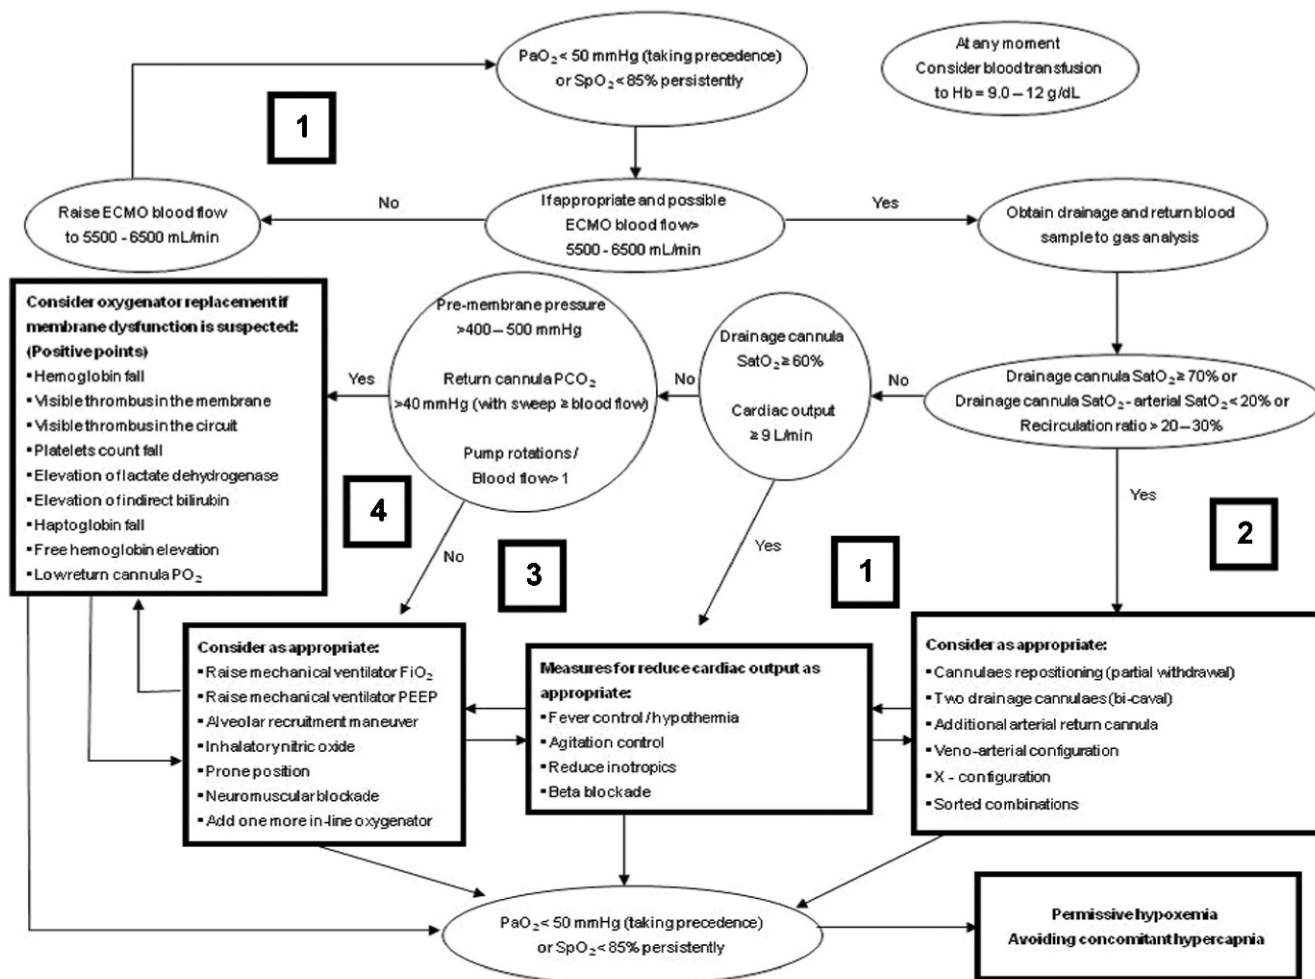 PaO₂< 50 mmHg (taking precedence)
or SpO₂<85% persistently
At any moment
Consider blood transfusion
to Hb= 9.0 – 12 g/dL
1
Raise ECMO blood flow
to 5500 - 6500 mL/min
No
If appropriate and possible
ECMO blood flow>
5500 - 6500 mL/min
Yes
Obtain drainage and return blood
sample to gas analysis
Consider oxygenator replacement if
membrane dysfunction is suspected:
(Positive points)
▪ Hemoglobin fall
▪ Visible thrombus in the membrane
▪ Visible thrombus in the circuit
▪ Platelets count fall
▪ Elevation of lactate dehydrogenase
▪ Elevation of indirect bilirubin
▪ Haptoglobin fall
▪ Free hemoglobin elevation
▪ Low return cannula PO₂
Yes
Pre-membrane pressure
>400 – 500 mmHg
Return cannula PCO₂
>40 mmHg (with sweep ≥ blood flow)
Pump rotations /
Blood flow> 1
No
Drainage cannula
SatO₂≥ 60%
Cardiac output
≥ 9 L/min
No
Drainage cannula SatO₂≥ 70% or
Drainage cannula SatO₂- arterial SatO₂< 20% or
Recirculation ratio > 20 – 30%
4
No
3
Yes
1
Yes
2
Consider as appropriate:
▪ Raise mechanical ventilator FiO₂
▪ Raise mechanical ventilator PEEP
▪ Alveolar recruitment maneuver
▪ Inhalatory nitric oxide
▪ Prone position
▪ Neuromuscular blockade
▪ Add one more in-line oxygenator
Measures for reduce cardiac output as
appropriate:
▪ Fever control / hypothermia
▪ Agitation control
▪ Reduce inotropics
▪ Beta blockade
Consider as appropriate:
▪ Cannulaes repositioning (partial withdrawal)
▪ Two drainage cannulaes (bi-caval)
▪ Additional arterial return cannula
▪ Veno-arterial configuration
▪ X - configuration
▪ Sorted combinations
PaO₂< 50 mmHg (taking precedence)
or SpO₂<85% persistently
Permissive hypoxemia
Avoiding concomitant hypercapnia